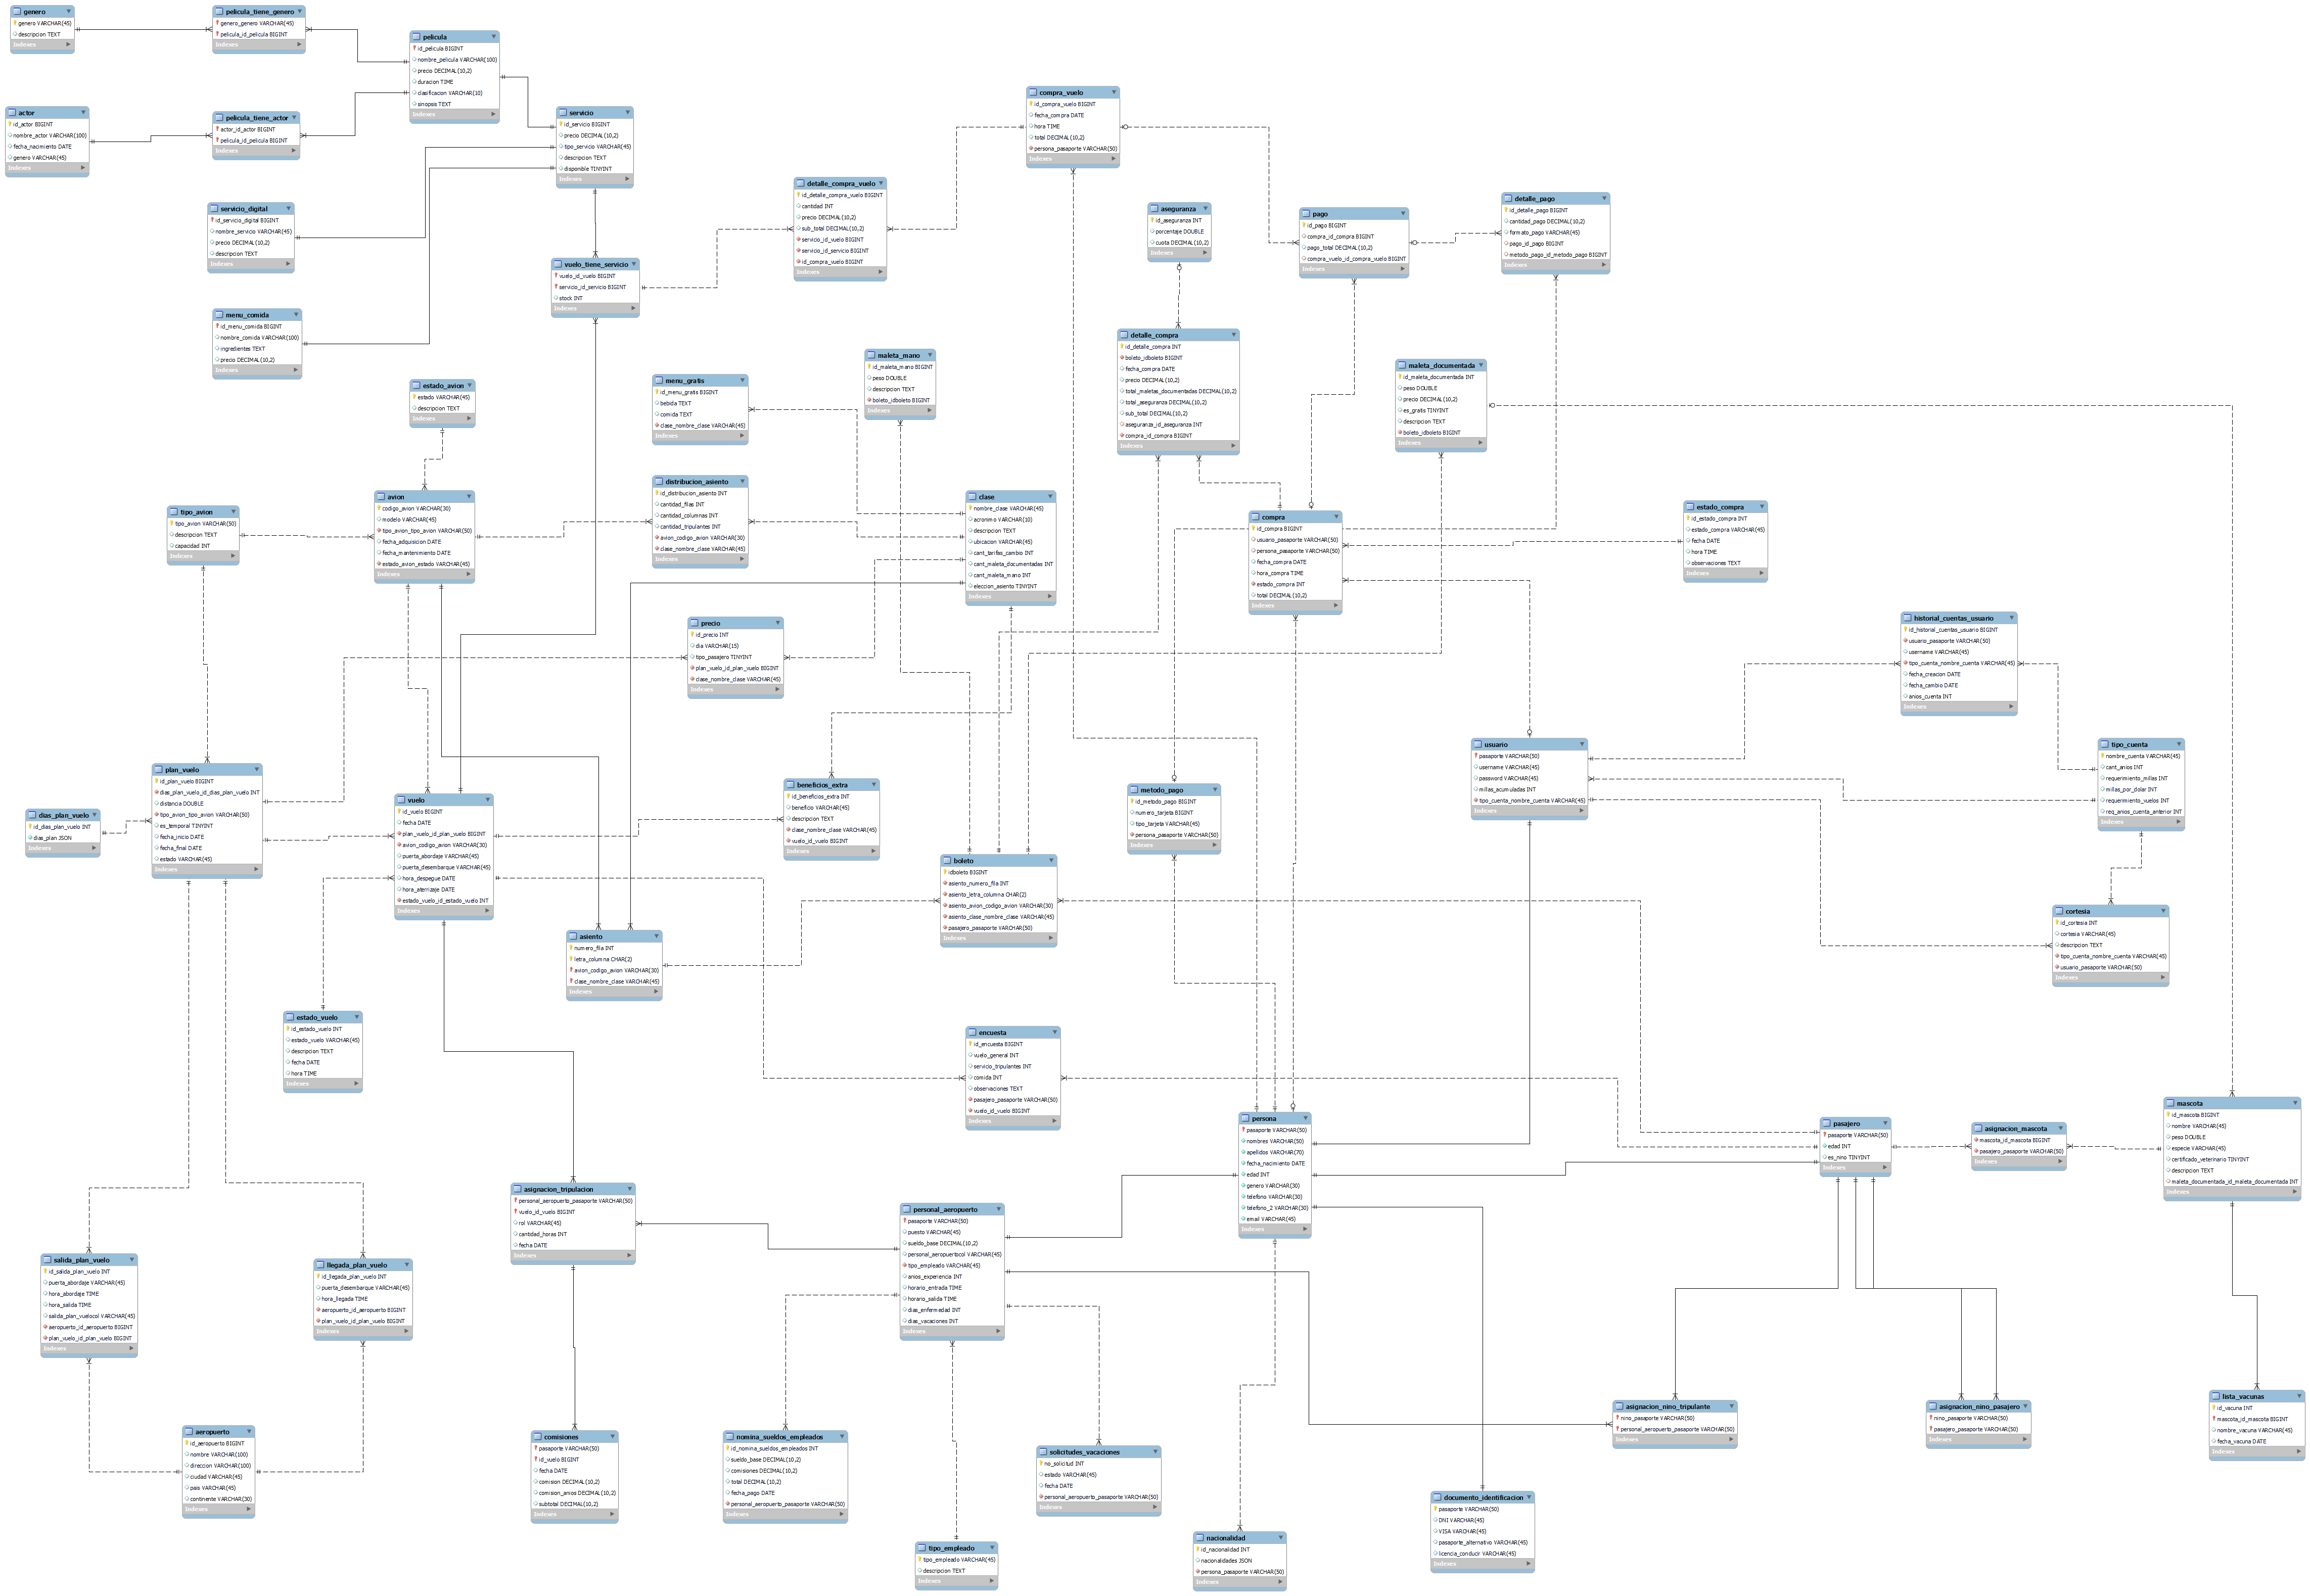 genero
genero VARCHAR(45)
descripcion TEXT
Indexes
pelicula_tiene_genero
genero_genero VARCHAR(45)
pelicula_id_pelicula BIGINT
Indexes
pelicula
id_pelicula BIGINT
nombre_pelicula VARCHAR(100)
precio DECIMAL(10,2)
duracion TIME
clasificacion VARCHAR(10)
sinopsis TEXT
Indexes
actor
id_actor BIGINT
nombre_actor VARCHAR(100)
fecha_nacimiento DATE
genero VARCHAR(45)
Indexes
pelicula_tiene_actor
actor_id_actor BIGINT
pelicula_id_pelicula BIGINT
Indexes
servicio
id_servicio BIGINT
precio DECIMAL(10,2)
tipo_servicio VARCHAR(45)
descripcion TEXT
disponible TINYINT
Indexes
compra_vuelo
id_compra_vuelo BIGINT
fecha_compra DATE
hora TIME
total DECIMAL(10,2)
persona_pasaporte VARCHAR(50)
Indexes
servicio_digital
id_servicio_digital BIGINT
nombre_servicio VARCHAR(45)
precio DECIMAL(10,2)
descripcion TEXT
Indexes
detalle_compra_vuelo
id_detalle_compra_vuelo BIGINT
cantidad INT
precio DECIMAL(10,2)
sub_total DECIMAL(10,2)
servicio_id_vuelo BIGINT
servicio_id_servicio BIGINT
id_compra_vuelo BIGINT
Indexes
aseguranza
id_aseguranza INT
porcentaje DOUBLE
cuota DECIMAL(10,2)
Indexes
pago
id_pago BIGINT
compra_id_compra BIGINT
pago_total DECIMAL(10,2)
compra_vuelo_id_compra_vuelo BIGINT
Indexes
detalle_pago
id_detalle_pago BIGINT
cantidad_pago DECIMAL(10,2)
formato_pago VARCHAR(45)
pago_id_pago BIGINT
metodo_pago_id_metodo_pago BIGINT
Indexes
vuelo_tiene_servicio
vuelo_id_vuelo BIGINT
servicio_id_servicio BIGINT
stock INT
Indexes
menu_comida
id_menu_comida BIGINT
nombre_comida VARCHAR(100)
ingredientes TEXT
precio DECIMAL(10,2)
Indexes
detalle_compra
id_detalle_compra INT
boleto_idboleto BIGINT
fecha_compra DATE
precio DECIMAL(10,2)
total_maletas_documentadas DECIMAL(10,2)
total_aseguranza DECIMAL(10,2)
sub_total DECIMAL(10,2)
aseguranza_id_aseguranza INT
compra_id_compra BIGINT
Indexes
maleta_mano
id_maleta_mano BIGINT
peso DOUBLE
descripcion TEXT
boleto_idboleto BIGINT
Indexes
maleta_documentada
id_maleta_documentada INT
peso DOUBLE
precio DECIMAL(10,2)
es_gratis TINYINT
descripcion TEXT
boleto_idboleto BIGINT
Indexes
estado_avion
estado VARCHAR(45)
descripcion TEXT
Indexes
menu_gratis
id_menu_gratis BIGINT
bebida TEXT
comida TEXT
clase_nombre_clase VARCHAR(45)
Indexes
distribucion_asiento
id_distribucion_asiento INT
cantidad_filas INT
cantidad_columnas INT
cantidad_tripulantes INT
avion_codigo_avion VARCHAR(30)
clase_nombre_clase VARCHAR(45)
Indexes
avion
codigo_avion VARCHAR(30)
modelo VARCHAR(45)
tipo_avion_tipo_avion VARCHAR(50)
fecha_adquisicion DATE
fecha_mantenimiento DATE
estado_avion_estado VARCHAR(45)
Indexes
clase
nombre_clase VARCHAR(45)
acronimo VARCHAR(10)
descripcion TEXT
ubicacion VARCHAR(45)
cant_tarifas_cambio INT
cant_maleta_documentadas INT
cant_maleta_mano INT
eleccion_asiento TINYINT
Indexes
tipo_avion
tipo_avion VARCHAR(50)
descripcion TEXT
capacidad INT
Indexes
compra
id_compra BIGINT
usuario_pasaporte VARCHAR(50)
persona_pasaporte VARCHAR(50)
fecha_compra DATE
hora_compra TIME
estado_compra INT
total DECIMAL(10,2)
Indexes
estado_compra
id_estado_compra INT
estado_compra VARCHAR(45)
fecha DATE
hora TIME
observaciones TEXT
Indexes
precio
id_precio INT
dia VARCHAR(15)
tipo_pasajero TINYINT
plan_vuelo_id_plan_vuelo BIGINT
clase_nombre_clase VARCHAR(45)
Indexes
historial_cuentas_usuario
id_historial_cuentas_usuario BIGINT
usuario_pasaporte VARCHAR(50)
username VARCHAR(45)
tipo_cuenta_nombre_cuenta VARCHAR(45)
fecha_creacion DATE
fecha_cambio DATE
anios_cuenta INT
Indexes
usuario
pasaporte VARCHAR(50)
username VARCHAR(45)
password VARCHAR(45)
millas_acumuladas INT
tipo_cuenta_nombre_cuenta VARCHAR(45)
Indexes
tipo_cuenta
nombre_cuenta VARCHAR(45)
cant_anios INT
requerimiento_millas INT
millas_por_dolar INT
requerimiento_vuelos INT
req_anios_cuenta_anterior INT
Indexes
plan_vuelo
id_plan_vuelo BIGINT
dias_plan_vuelo_id_dias_plan_vuelo INT
distancia DOUBLE
tipo_avion_tipo_avion VARCHAR(50)
es_temporal TINYINT
fecha_inicio DATE
fecha_final DATE
estado VARCHAR(45)
Indexes
dias_plan_vuelo
id_dias_plan_vuelo INT
dias_plan JSON
Indexes
vuelo
id_vuelo BIGINT
fecha DATE
plan_vuelo_id_plan_vuelo BIGINT
avion_codigo_avion VARCHAR(30)
puerta_abordaje VARCHAR(45)
puerta_desembarque VARCHAR(45)
hora_despegue DATE
hora_aterrizaje DATE
estado_vuelo_id_estado_vuelo INT
Indexes
beneficios_extra
id_beneficios_extra INT
beneficio VARCHAR(45)
descripcion TEXT
clase_nombre_clase VARCHAR(45)
vuelo_id_vuelo BIGINT
Indexes
metodo_pago
id_metodo_pago BIGINT
numero_tarjeta BIGINT
tipo_tarjeta VARCHAR(45)
persona_pasaporte VARCHAR(50)
Indexes
boleto
idboleto BIGINT
asiento_numero_fila INT
asiento_letra_columna CHAR(2)
asiento_avion_codigo_avion VARCHAR(30)
asiento_clase_nombre_clase VARCHAR(45)
pasajero_pasaporte VARCHAR(50)
Indexes
cortesia
id_cortesia INT
cortesia VARCHAR(45)
descripcion TEXT
tipo_cuenta_nombre_cuenta VARCHAR(45)
usuario_pasaporte VARCHAR(50)
Indexes
asiento
numero_fila INT
letra_columna CHAR(2)
avion_codigo_avion VARCHAR(30)
clase_nombre_clase VARCHAR(45)
Indexes
estado_vuelo
id_estado_vuelo INT
estado_vuelo VARCHAR(45)
descripcion TEXT
fecha DATE
hora TIME
Indexes
encuesta
id_encuesta BIGINT
vuelo_general INT
servicio_tripulantes INT
comida INT
observaciones TEXT
pasajero_pasaporte VARCHAR(50)
vuelo_id_vuelo BIGINT
Indexes
persona
pasaporte VARCHAR(50)
nombres VARCHAR(50)
apellidos VARCHAR(70)
fecha_nacimiento DATE
edad INT
genero VARCHAR(30)
telefono VARCHAR(30)
telefono_2 VARCHAR(30)
email VARCHAR(45)
Indexes
pasajero
pasaporte VARCHAR(50)
edad INT
es_nino TINYINT
Indexes
asignacion_mascota
mascota_id_mascota BIGINT
pasajero_pasaporte VARCHAR(50)
Indexes
mascota
id_mascota BIGINT
nombre VARCHAR(45)
peso DOUBLE
especie VARCHAR(45)
certificado_veterinario TINYINT
descripcion TEXT
maleta_documentada_id_maleta_documentada INT
Indexes
asignacion_tripulacion
personal_aeropuerto_pasaporte VARCHAR(50)
vuelo_id_vuelo BIGINT
rol VARCHAR(45)
cantidad_horas INT
fecha DATE
Indexes
personal_aeropuerto
pasaporte VARCHAR(50)
puesto VARCHAR(45)
sueldo_base DECIMAL(10,2)
personal_aeropuertocol VARCHAR(45)
tipo_empleado VARCHAR(45)
anios_experiencia INT
horario_entrada TIME
horario_salida TIME
dias_enfermedad INT
dias_vacaciones INT
Indexes
salida_plan_vuelo
id_salida_plan_vuelo INT
puerta_abordaje VARCHAR(45)
hora_abordaje TIME
hora_salida TIME
salida_plan_vuelocol VARCHAR(45)
aeropuerto_id_aeropuerto BIGINT
plan_vuelo_id_plan_vuelo BIGINT
Indexes
llegada_plan_vuelo
id_llegada_plan_vuelo INT
puerta_desembarque VARCHAR(45)
hora_llegada TIME
aeropuerto_id_aeropuerto BIGINT
plan_vuelo_id_plan_vuelo BIGINT
Indexes
aeropuerto
id_aeropuerto BIGINT
nombre VARCHAR(100)
direccion VARCHAR(100)
ciudad VARCHAR(45)
pais VARCHAR(45)
continente VARCHAR(30)
Indexes
comisiones
pasaporte VARCHAR(50)
id_vuelo BIGINT
fecha DATE
comision DECIMAL(10,2)
comision_anios DECIMAL(10,2)
subtotal DECIMAL(10,2)
Indexes
nomina_sueldos_empleados
id_nomina_sueldos_empleados INT
sueldo_base DECIMAL(10,2)
comisiones DECIMAL(10,2)
total DECIMAL(10,2)
fecha_pago DATE
personal_aeropuerto_pasaporte VARCHAR(50)
Indexes
solicitudes_vacaciones
no_solicitud INT
estado VARCHAR(45)
fecha DATE
personal_aeropuerto_pasaporte VARCHAR(50)
Indexes
asignacion_nino_tripulante
nino_pasaporte VARCHAR(50)
personal_aeropuerto_pasaporte VARCHAR(50)
Indexes
asignacion_nino_pasajero
nino_pasaporte VARCHAR(50)
pasajero_pasaporte VARCHAR(50)
Indexes
lista_vacunas
id_vacuna INT
mascota_id_mascota BIGINT
nombre_vacuna VARCHAR(45)
fecha_vacuna DATE
Indexes
documento_identificacion
pasaporte VARCHAR(50)
DNI VARCHAR(45)
VISA VARCHAR(45)
pasaporte_alternativo VARCHAR(45)
licencia_conducir VARCHAR(45)
Indexes
tipo_empleado
tipo_empleado VARCHAR(45)
descripcion TEXT
Indexes
nacionalidad
id_nacionalidad INT
nacionalidades JSON
persona_pasaporte VARCHAR(50)
Indexes